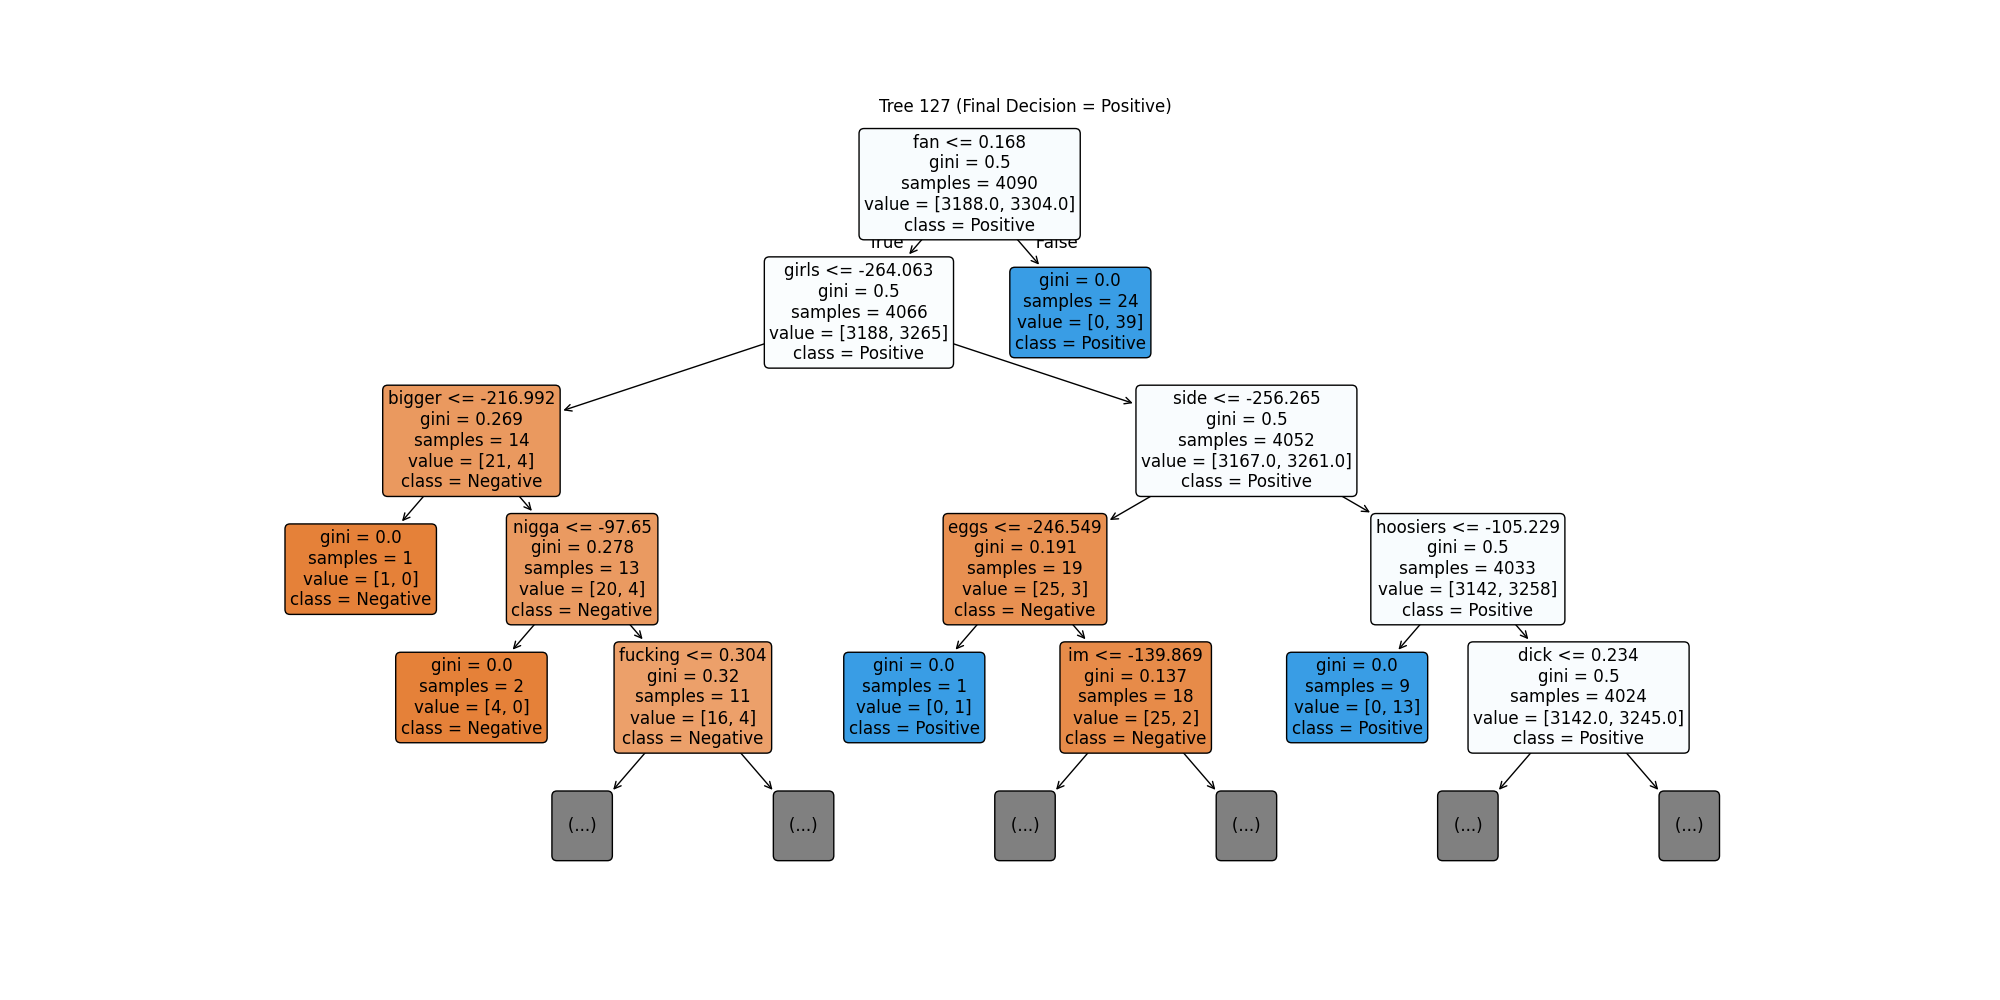 Tree 127 (Final Decision = Positive)
fan <= 0.168
gini = 0.5
samples = 4090
value = [3188.0, 3304.0]
class = Positive
True
False
girls <= -264.063
gini = 0.5
samples = 4066
value = [3188, 3265]
class = Positive
gini = 0.0
samples = 24
value = [0, 39]
class = Positive
bigger <= -216.992
gini = 0.269
samples = 14
value = [21, 4]
class = Negative
side <= -256.265
gini = 0.5
samples = 4052
value = [3167.0, 3261.0]
class = Positive
gini = 0.0
samples = 1
value = [1, 0]
class = Negative
nigga <= -97.65
gini = 0.278
samples = 13
value = [20, 4]
class = Negative
eggs <= -246.549
gini = 0.191
samples = 19
value = [25, 3]
class = Negative
hoosiers <= -105.229
gini = 0.5
samples = 4033
value = [3142, 3258]
class = Positive
gini = 0.0
samples = 2
value = [4, 0]
class = Negative
fucking <= 0.304
gini = 0.32
samples = 11
value = [16, 4]
class = Negative
gini = 0.0
samples = 1
value = [0, 1]
class = Positive
im <= -139.869
gini = 0.137
samples = 18
value = [25, 2]
class = Negative
gini = 0.0
samples = 9
value = [0, 13]
class = Positive
dick <= 0.234
gini = 0.5
samples = 4024
value = [3142.0, 3245.0]
class = Positive
(...)
(...)
(...)
(...)
(...)
(...)